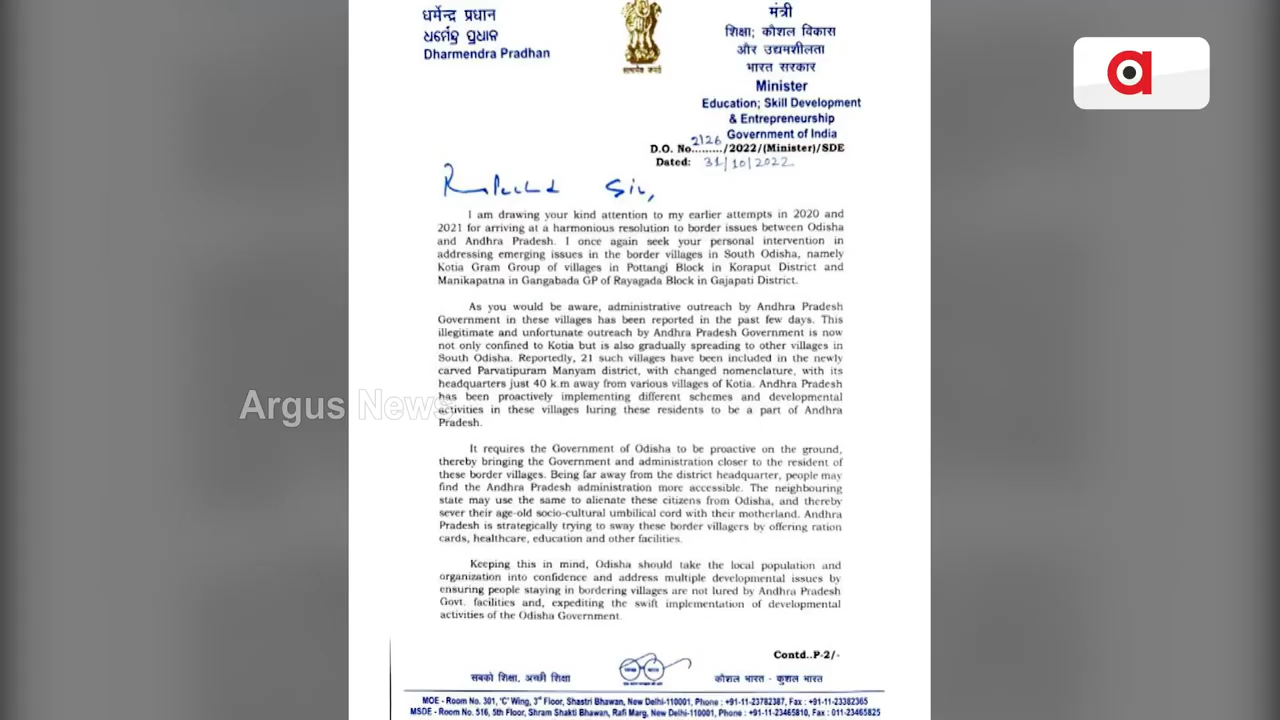 धर्मेन्द्र प्रधान
ଧର୍ମେନ୍ଦ୍ର ପ୍ରଧାନ
Dharmendra Pradhan
सत्यमेव जयते
मंत्री
शिक्षा; कौशल विकास
और उद्यमशीलता
भारत सरकार
Minister
Education; Skill Development
& Entrepreneurship
Government of India
D.O. No.2126/2022/(Minister)/SDE
Dated: 31/10/2022
a
Sir,
I am drawing your kind attention to my earlier attempts in 2020 and
2021 for arriving at a harmonious resolution to border issues between Odisha
and Andhra Pradesh. I once again seek your personal intervention in
addressing emerging issues in the border villages in South Odisha, namely
Kotia Gram Group of villages in Pottangi Block in Koraput District and
Manikapatna in Gangabada GP of Rayagada Block in Gajapati District.
As you would be aware, administrative outreach by Andhra Pradesh
Government in these villages has been reported in the past few days. This
illegitimate and unfortunate outreach by Andhra Pradesh Government is now
not only confined to Kotia but is also gradually spreading to other villages in
South Odisha. Reportedly, 21 such villages have been included in the newly
carved Parvatipuram Manyam district, with changed nomenclature, with its
headquarters just 40 k.m away from various villages of Kotia. Andhra Pradesh
has been proactively implementing different schemes and developmental
activities in these villages luring these residents to be a part of Andhra
Pradesh.
Argus News
It requires the Government of Odisha to be proactive on the ground,
thereby bringing the Government and administration closer to the resident of
these border villages. Being far away from the district headquarter, people may
find the Andhra Pradesh administration more accessible. The neighbouring
state may use the same to alienate these citizens from Odisha, and thereby
sever their age-old socio-cultural umbilical cord with their motherland. Andhra
Pradesh is strategically trying to sway these border villagers by offering ration
cards, healthcare, education and other facilities.
Keeping this in mind, Odisha should take the local population and
organization into confidence and address multiple developmental issues by
ensuring people staying in bordering villages are not lured by Andhra Pradesh
Govt. facilities and, expediting the swift implementation of developmental
activities of the Odisha Government.
Contd..P-2/-
सबको शिक्षा, अच्छी शिक्षा
कौशल भारत - कुशल भारत
MOE - Room No. 301, 'C' Wing, 3rd Floor, Shastri Bhawan, New Delhi-110001, Phone : +91-11-23782387, Fax : +91-11-23382365
MSDE - Room No. 516, 5th Floor, Shram Shakti Bhawan, Rafi Marg, New Delhi-110001, Phone : +91-11-23465810, Fax : 011-23465825